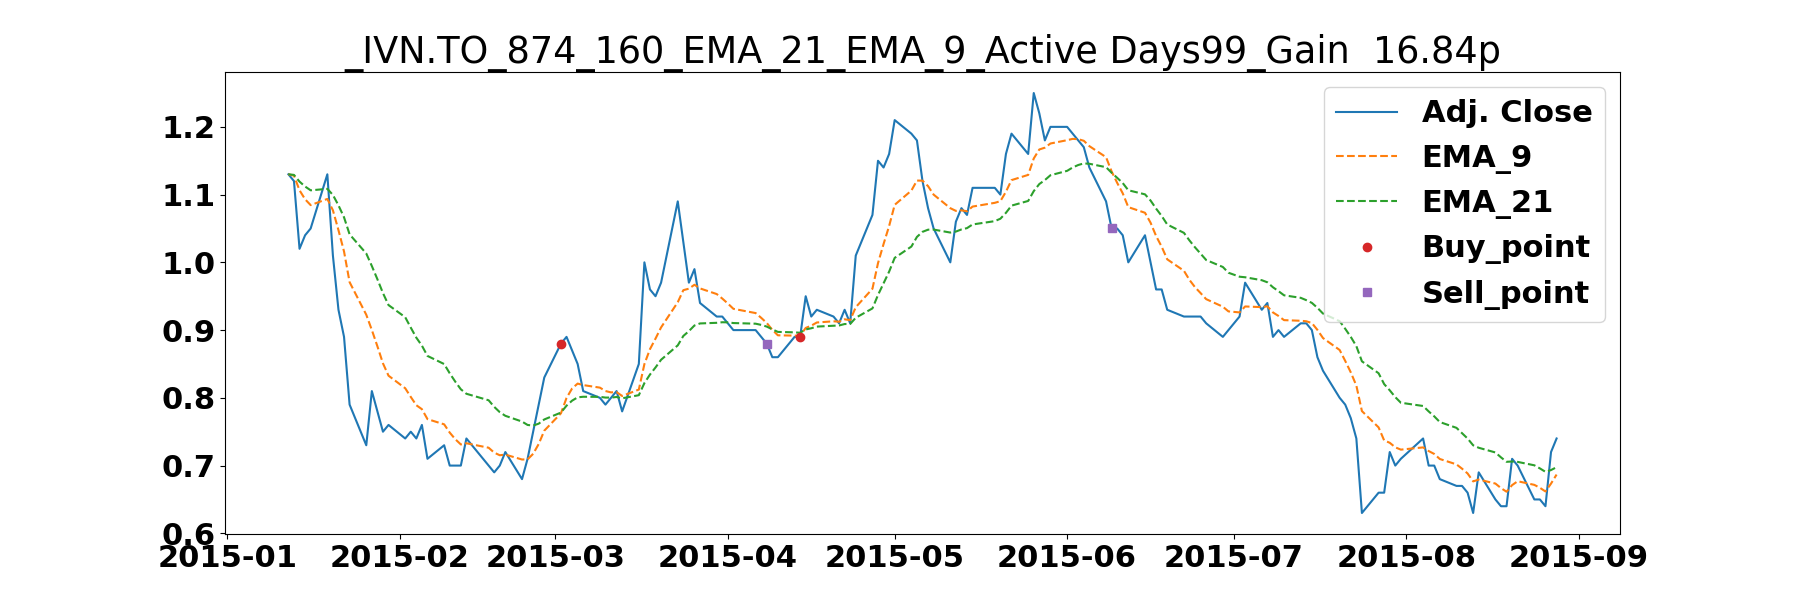 _IVN.TO_874_160_EMA_21_EMA_9_Active Days99_Gain  16.84p
Adj. Close
EMA_9
EMA_21
Buy_point
Sell_point
1.2
1.1
1.0
0.9
0.8
0.7
0.6
2015-01 2015-02 2015-03 2015-04 2015-05 2015-06 2015-07 2015-08 2015-09